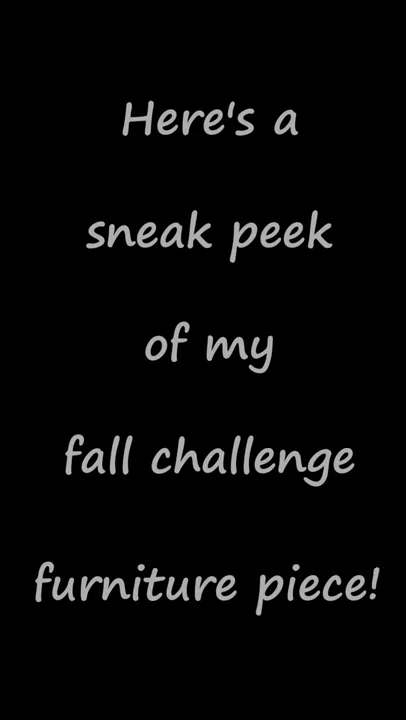 Here's a
sneak peek
of my
fall challenge
furniture piece!